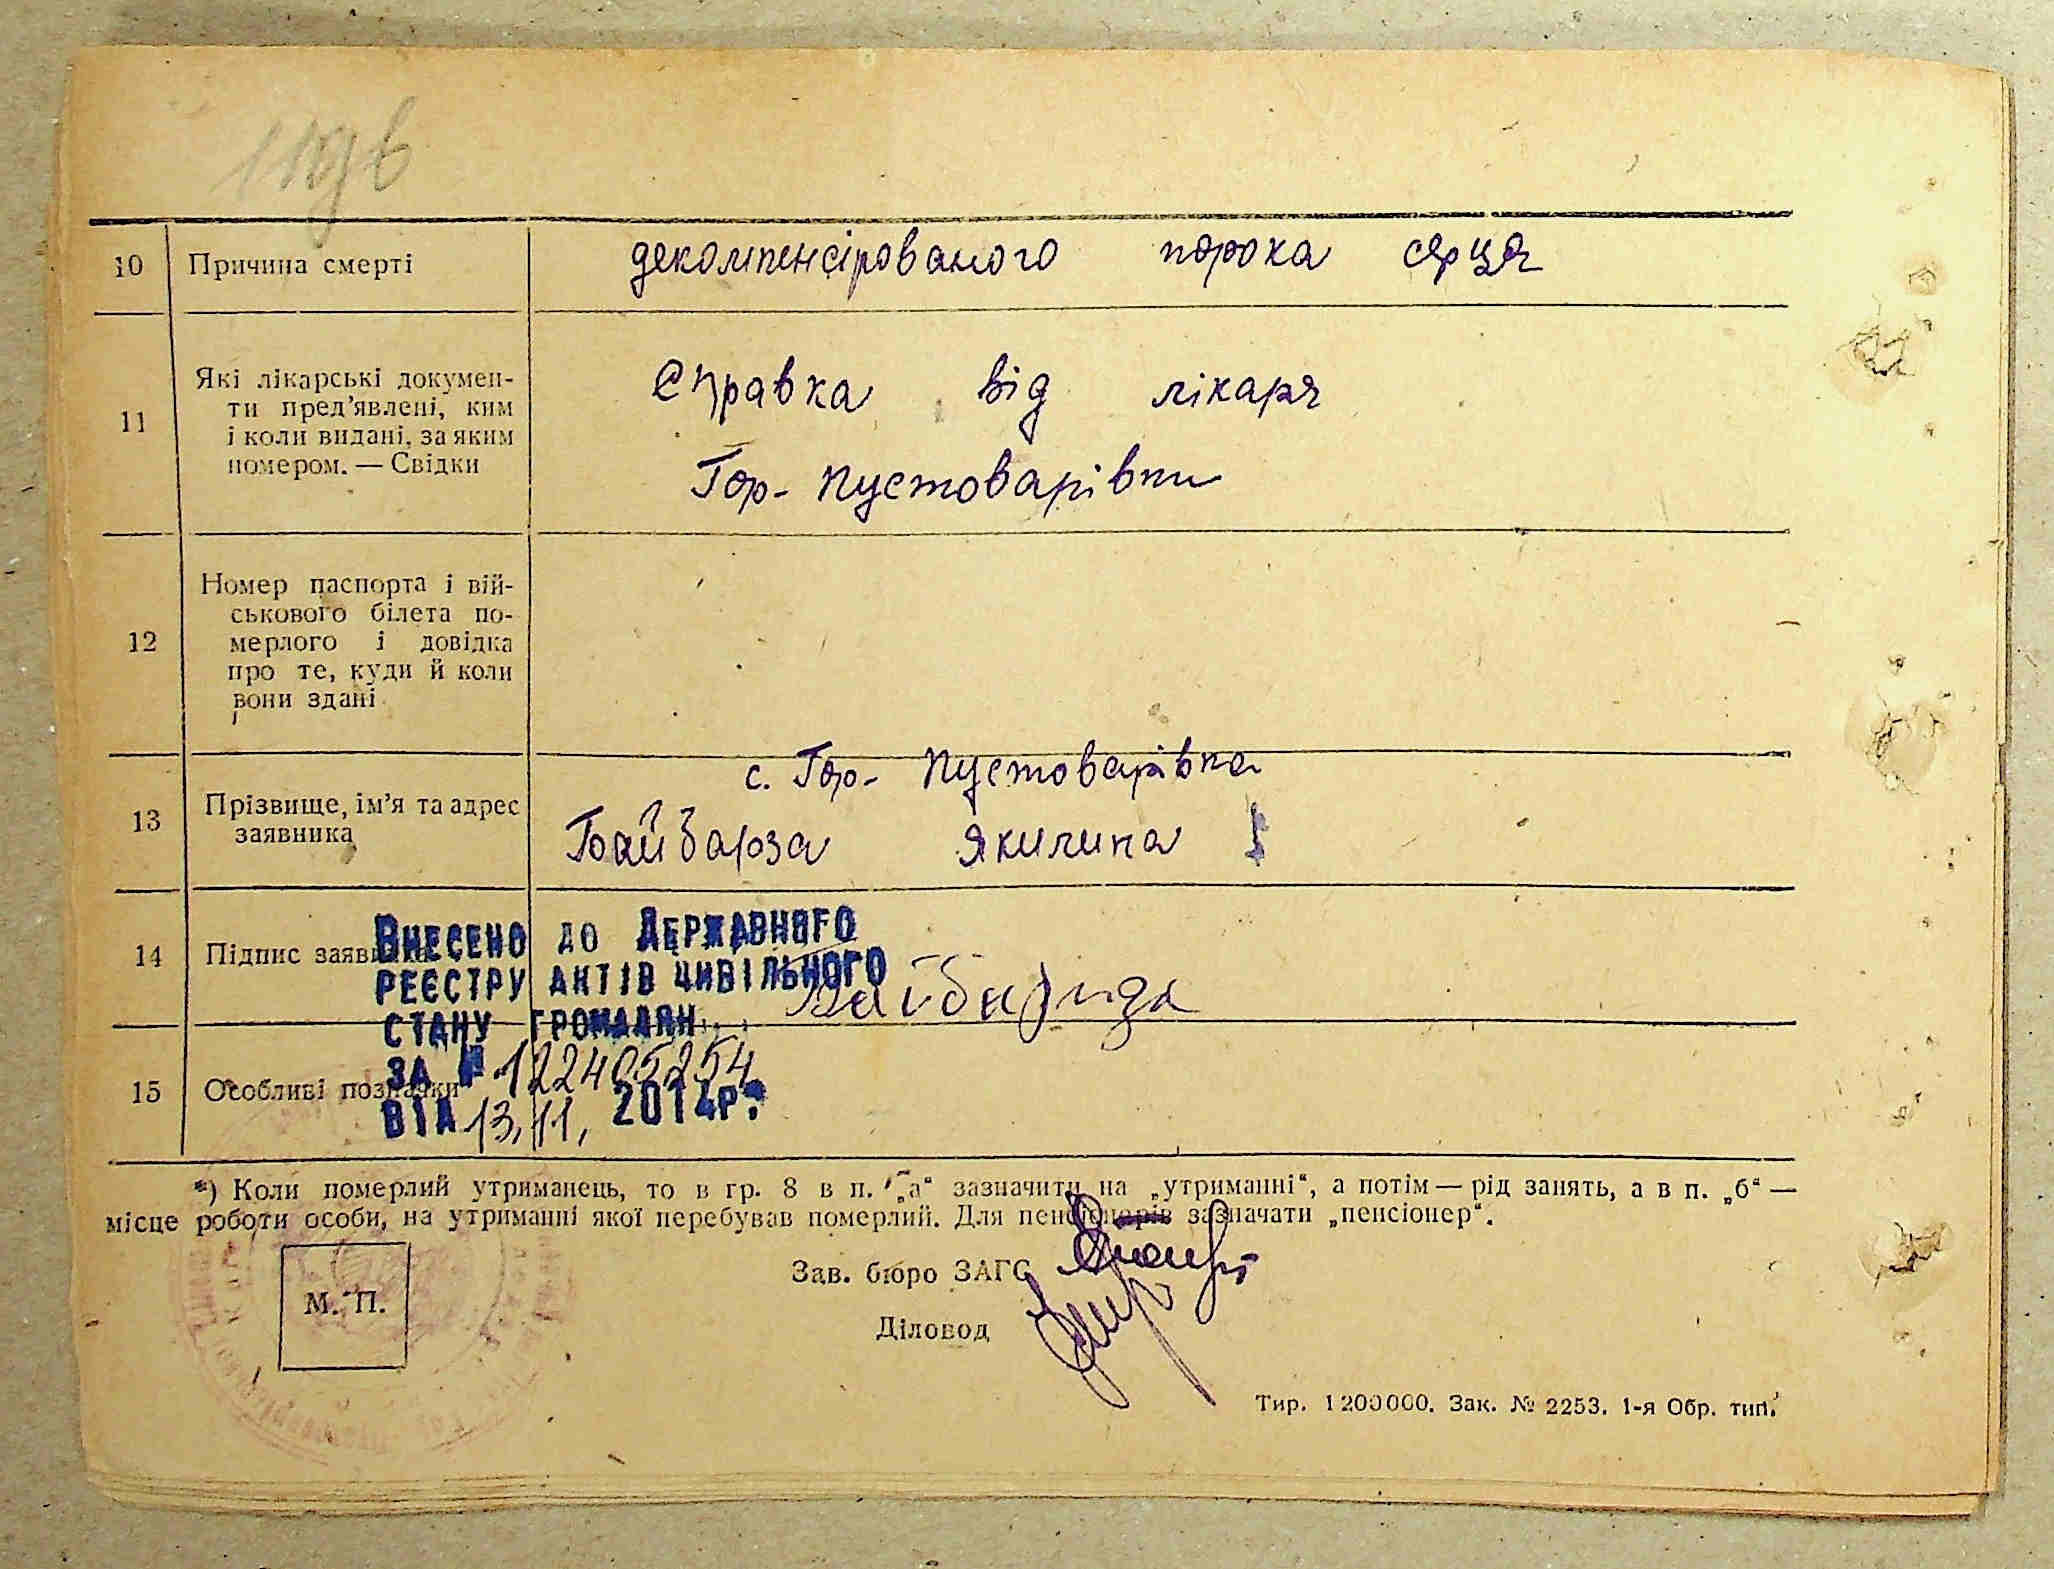 10 Причина смерті декомпенсірованого порока серця
11 Які лікарські докумен-
ти пред’явлені, ким
і коли видані, за яким
номером. — Свідки
Справка від лікаря
Гор- Пустоварівки
12 Номер паспорта і вій-
ськового білета по-
мерлого і довідка
про те, куди й коли
вони здані
13 Прізвище, ім’я та адрес
заявника
с. Гор- Пустоварівка
Байбарза Якилина
14 Підпис заявника
Внесено до Державного
реєстру актів цивільного
стану громадян
за № 122405254
від 13.11. 2014р.
15 Особливі позначки
*) Коли померлий утриманець, то в гр. 8 в п. „а“ зазначити на „утриманні“, а потім — рід занять, а в п. „б“ —
місце роботи особи, на утриманні якої перебував померлий. Для пенсіонерів зазначати „пенсіонер“.
Зав. бюро ЗАГС
М. П.
Діловод
Тир. 1200000. Зак. № 2253. 1-я Обр. тип.